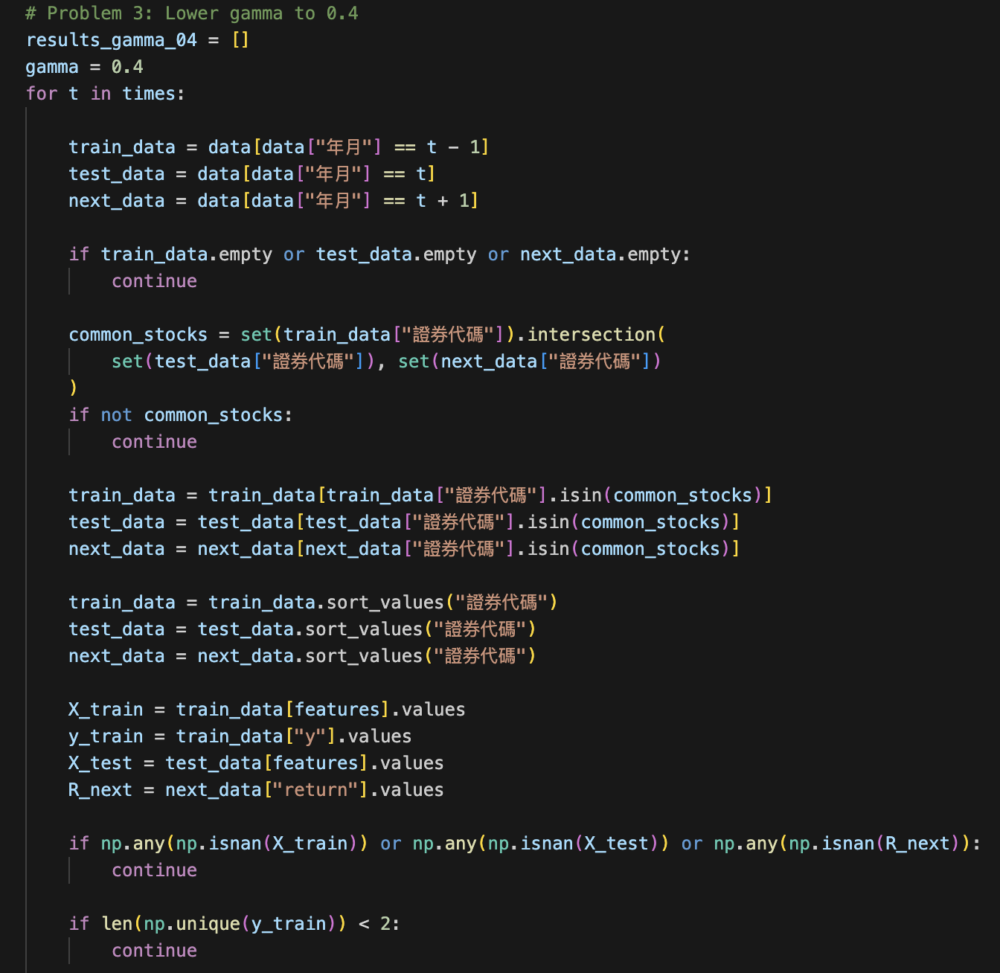 # Problem 3: Lower gamma to 0.4
results_gamma_04 = []
gamma = 0.4
for t in times:
train_data = data[data["年月"] == t - 1]
test_data = data[data["年月"] == t]
next_data = data[data["年月"] == t + 1]
if train_data.empty or test_data.empty or next_data.empty:
continue
common_stocks = set(train_data["證券代碼"]).intersection(
set(test_data["證券代碼"]), set(next_data["證券代碼"])
)
if not common_stocks:
continue
train_data = train_data[train_data["證券代碼"].isin(common_stocks)]
test_data = test_data[test_data["證券代碼"].isin(common_stocks)]
next_data = next_data[next_data["證券代碼"].isin(common_stocks)]
train_data = train_data.sort_values("證券代碼")
test_data = test_data.sort_values("證券代碼")
next_data = next_data.sort_values("證券代碼")
X_train = train_data[features].values
y_train = train_data["y"].values
X_test = test_data[features].values
R_next = next_data["return"].values
if np.any(np.isnan(X_train)) or np.any(np.isnan(X_test)) or np.any(np.isnan(R_next)):
continue
if len(np.unique(y_train)) < 2:
continue